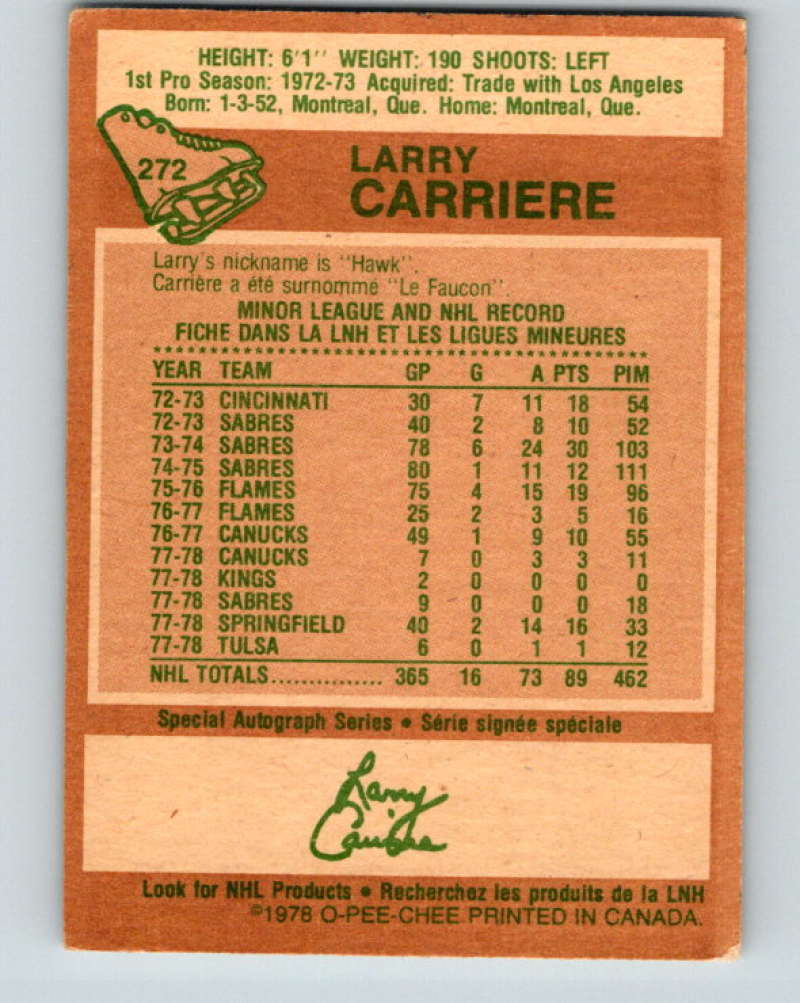 HEIGHT: 6'1'' WEIGHT: 190 SHOOTS: LEFT
1st Pro Season: 1972-73 Acquired: Trade with Los Angeles
Born: 1-3-52, Montreal, Que. Home: Montreal, Que.
272
LARRY
CARRIERE
Larry's nickname is "Hawk".
Carrière a été surnommé "Le Faucon".
MINOR LEAGUE AND NHL RECORD
FICHE DANS LA LNH ET LES LIGUES MINEURES
YEAR TEAM GP G A PTS PIM
72-73 CINCINNATI 30 7 11 18 54
72-73 SABRES 40 2 8 10 52
73-74 SABRES 78 6 24 30 103
74-75 SABRES 80 1 11 12 111
75-76 FLAMES 75 4 15 19 96
76-77 FLAMES 25 2 3 5 16
76-77 CANUCKS 49 1 9 10 55
77-78 CANUCKS 7 0 3 3 11
77-78 KINGS 2 0 0 0 0
77-78 SABRES 9 0 0 0 18
77-78 SPRINGFIELD 40 2 14 16 33
77-78 TULSA 6 0 1 1 12
NHL TOTALS............... 365 16 73 89 462
Special Autograph Series • Série signée spéciale
Larry
Carriere
Look for NHL Products • Recherchez les produits de la LNH
©1978 O-PEE-CHEE PRINTED IN CANADA.